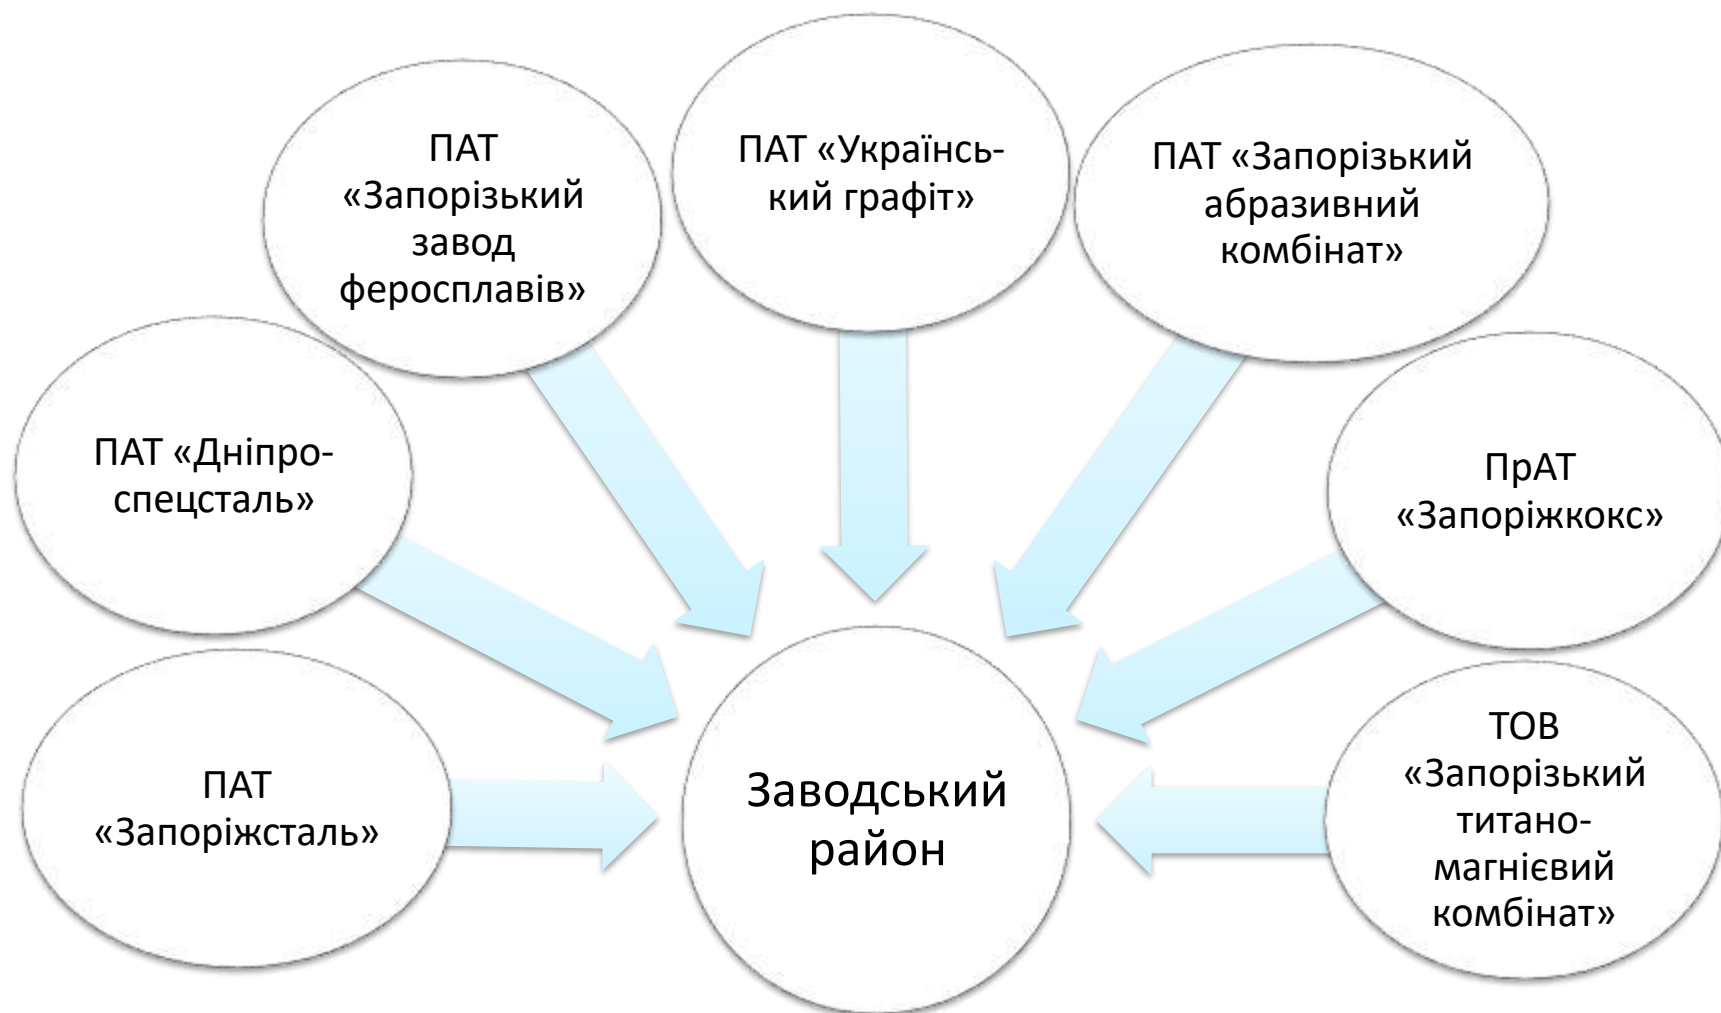 ПАТ
«Запорізький
завод
феросплавів»
ПАТ «Українсь-
кий графіт»
ПАТ «Запорізький
абразивний
комбінат»
ПАТ «Дніпро-
спецсталь»
ПрАТ
«Запоріжкокс»
ПАТ
«Запоріжсталь»
Заводський
район
ТОВ
«Запорізький
титано-
магнієвий
комбінат»